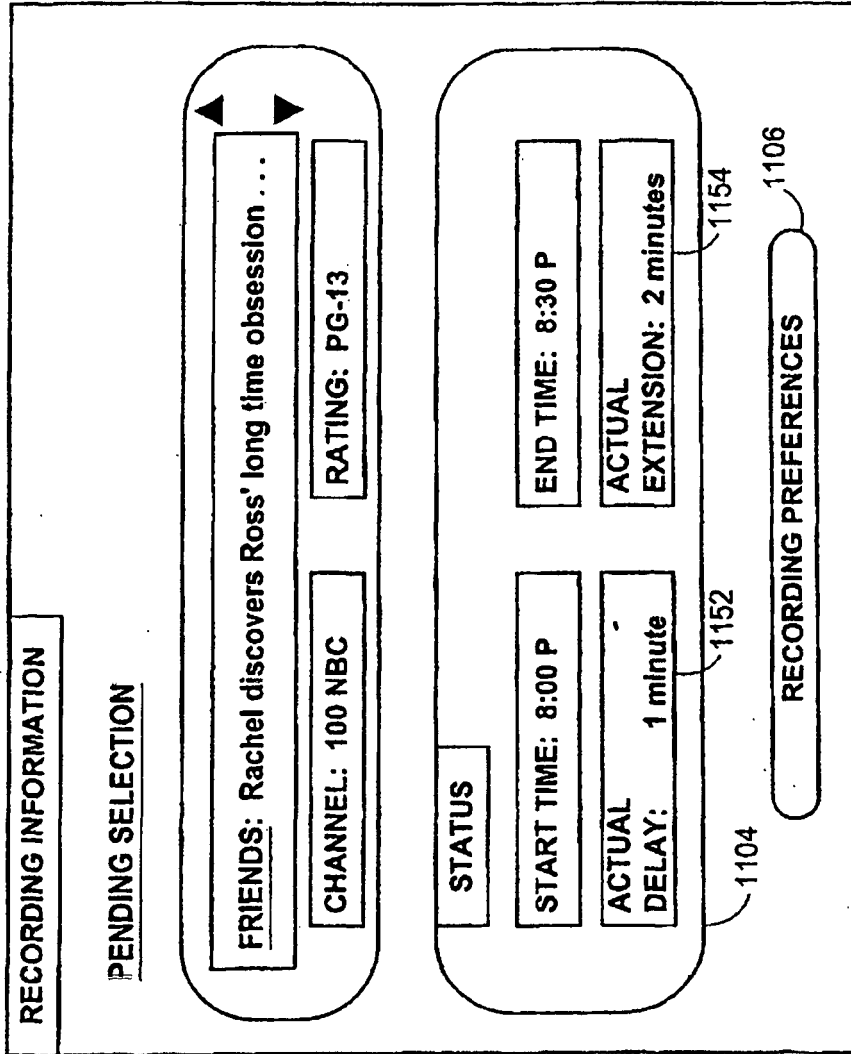 RECORDING INFORMATION
PENDING SELECTION
FRIENDS: Rachel discovers Ross' long time obsession ...
CHANNEL: 100 NBC
RATING: PG-13
STATUS
START TIME: 8:00 P
END TIME: 8:30 P
ACTUAL
DELAY: 1 minute
ACTUAL
EXTENSION: 2 minutes
1104
1152
1154
RECORDING PREFERENCES
1106